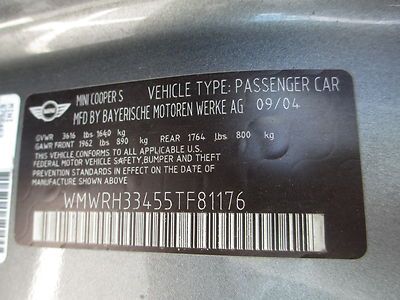 MINI COOPER S VEHICLE TYPE: PASSENGER CAR
MFD BY BAYERISCHE MOTOREN WERKE AG 09/04
GVWR 3616 lbs 1640 kg
GAWR FRONT 1962 lbs 890 kg REAR 1764 lbs 800 kg
THIS VEHICLE CONFORMS TO ALL APPLICABLE U.S.
FEDERAL MOTOR VEHICLE SAFETY, BUMPER AND
THEFT PREVENTION STANDARDS IN EFFECT ON THE
DATE OF MANUFACTURE SHOWN ABOVE.
WMWRH33455TF81176